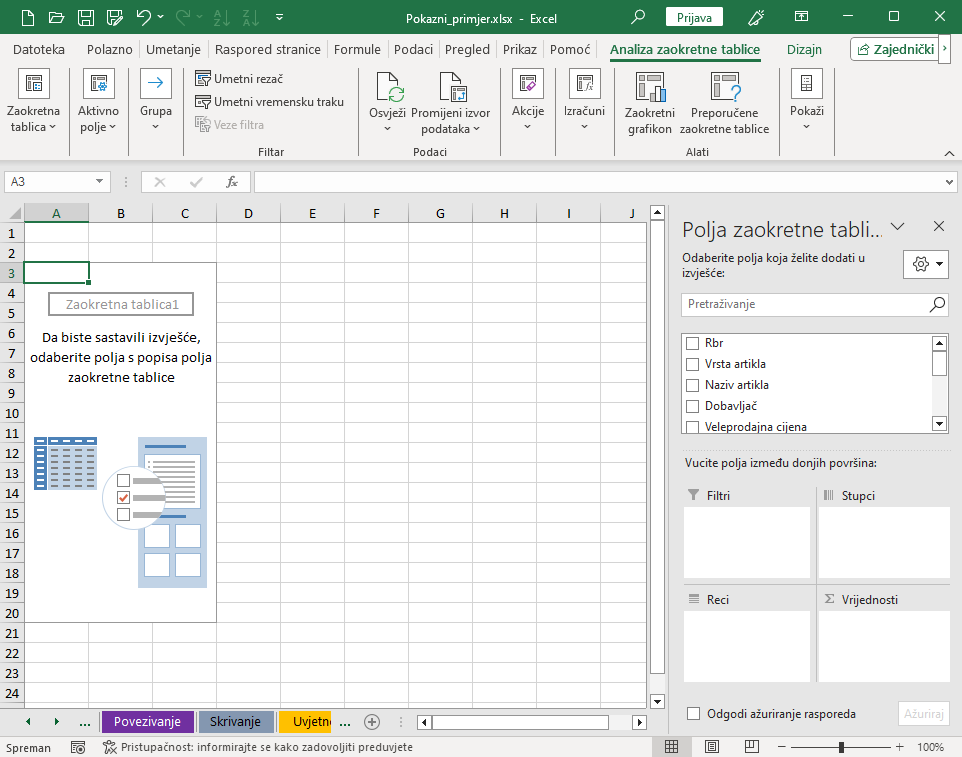 Pokazni_primjer.xlsx - Excel
Prijava
Datoteka Polazno Umetanje Raspored stranice Formule Podaci Pregled Prikaz Pomoć Analiza zaokretne tablice Dizajn Zajednički
Zaokretna tablica
Aktivno polje
Grupa
Umetni rezač
Umetni vremensku traku
Veze filtra
Filtar
Osvježi
Promijeni izvor podataka
Podaci
Akcije
Izračuni
Zaokretni grafikon
Preporučene zaokretne tablice
Alati
Pokaži
A3
fx
A B C D E F G H I J
1
2
3
4
5
6
7
8
9
10
11
12
13
14
15
16
17
18
19
20
21
22
23
24
Zaokretna tablica1
Da biste sastavili izvješće,
odaberite polja s popisa polja
zaokretne tablice
Polja zaokretne tabli...
Odaberite polja koja želite dodati u
izvješće:
Pretraživanje
Rbr
Vrsta artikla
Naziv artikla
Dobavljač
Veleprodajna cijena
Vucite polja između donjih površina:
Filtri
Stupci
Reci
Σ Vrijednosti
Odgodi ažuriranje rasporeda
Ažuriraj
... Povezivanje Skrivanje Uvjetn ...
Spreman
Pristupačnost: informirajte se kako zadovoljiti preduvjete
100%